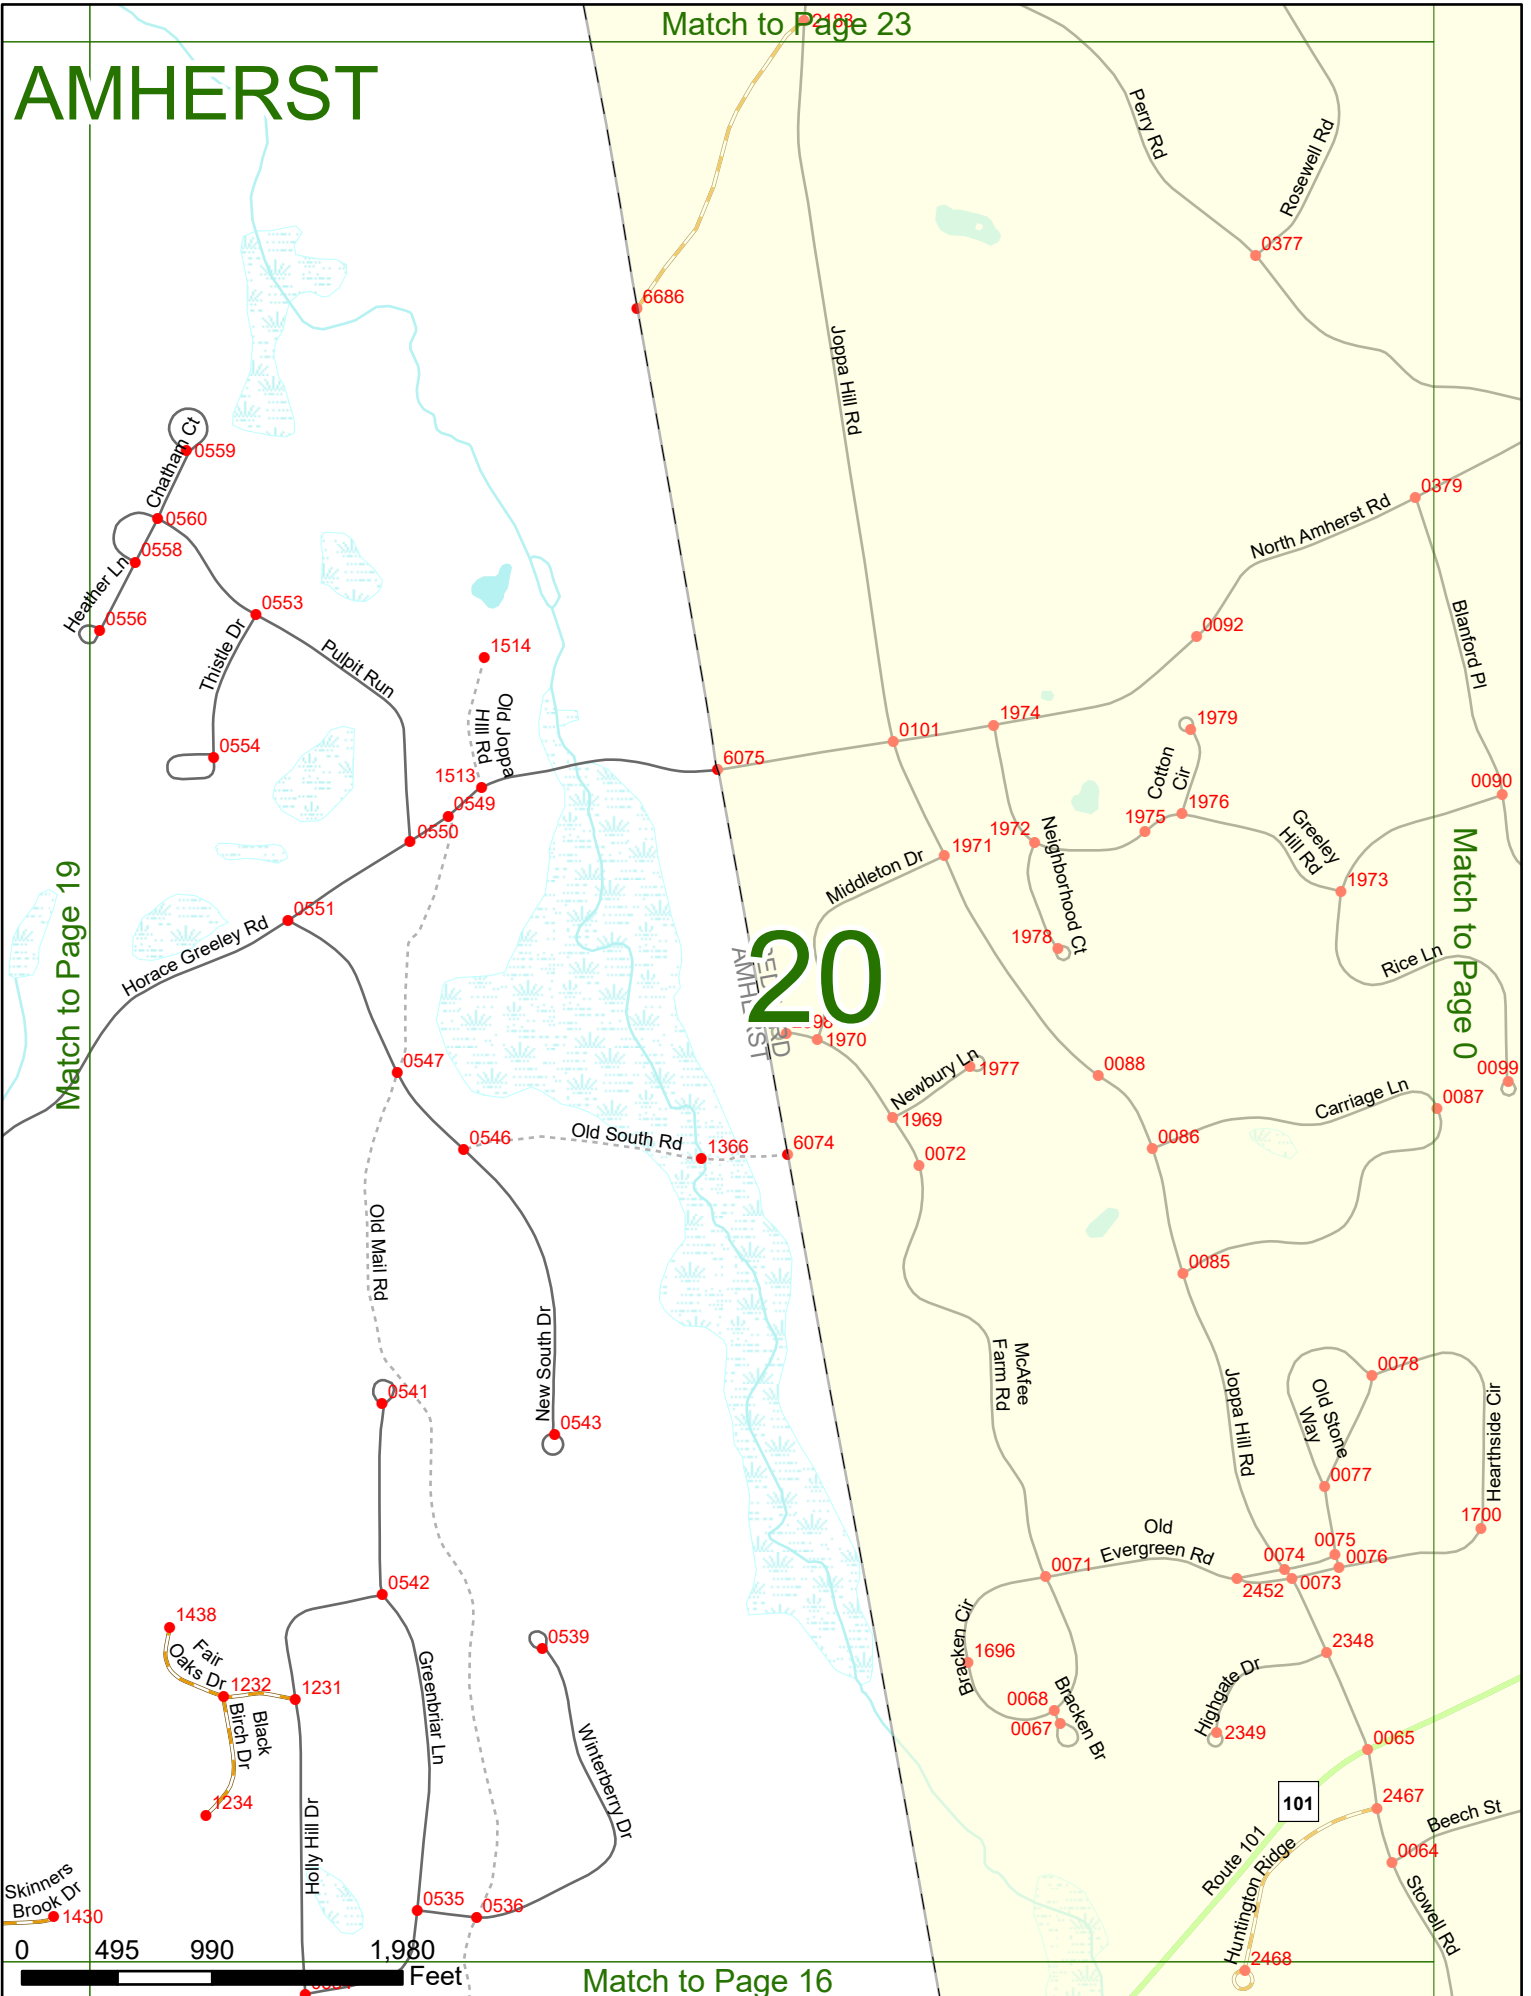 Match to Page 23
2183
AMHERST
Perry Rd
Rosewell Rd
0377
6686
Joppa Hill Rd
Chatham Ct
0559
0560
0558
Heather Ln
0556
0553
Thistle Dr
Pulpit Run
0554
1514
Old Joppa
Hill Rd
1513
0549
0550
0551
Horace Greeley Rd
Match to Page 19
6075
0101
1974
0092
North Amherst Rd
0379
Blanford Pl
0090
1979
Cotton
Cir
1976
1975
1972
Neighborhood Ct
1978
Greeley
Hill Rd
1973
Rice Ln
Match to Page 0
0099
1971
Middleton Dr
20
AMHERST
1970
Newbury Ln
1977
1969
0072
0088
Carriage Ln
0087
0086
0085
0547
0546
Old South Rd
1366
6074
Old Mail Rd
New South Dr
0543
0541
0542
McAfee
Farm Rd
Joppa Hill Rd
Old Stone
Way
0078
0077
Hearthside Cir
1700
0075
0076
0074
0073
2452
Old
Evergreen Rd
0071
Bracken Cir
1696
0068
0067
Bracken Br
2348
Highgate Dr
2349
0065
101
2467
Beech St
0064
Route 101
Huntington Ridge
Stowell Rd
2468
1438
Fair
Oaks Dr
1232
1231
Black
Birch Dr
1234
Greenbriar Ln
0539
Winterberry Dr
Holly Hill Dr
0535
0536
Skinners
Brook Dr
1430
0 495 990 1,980
Feet
Match to Page 16